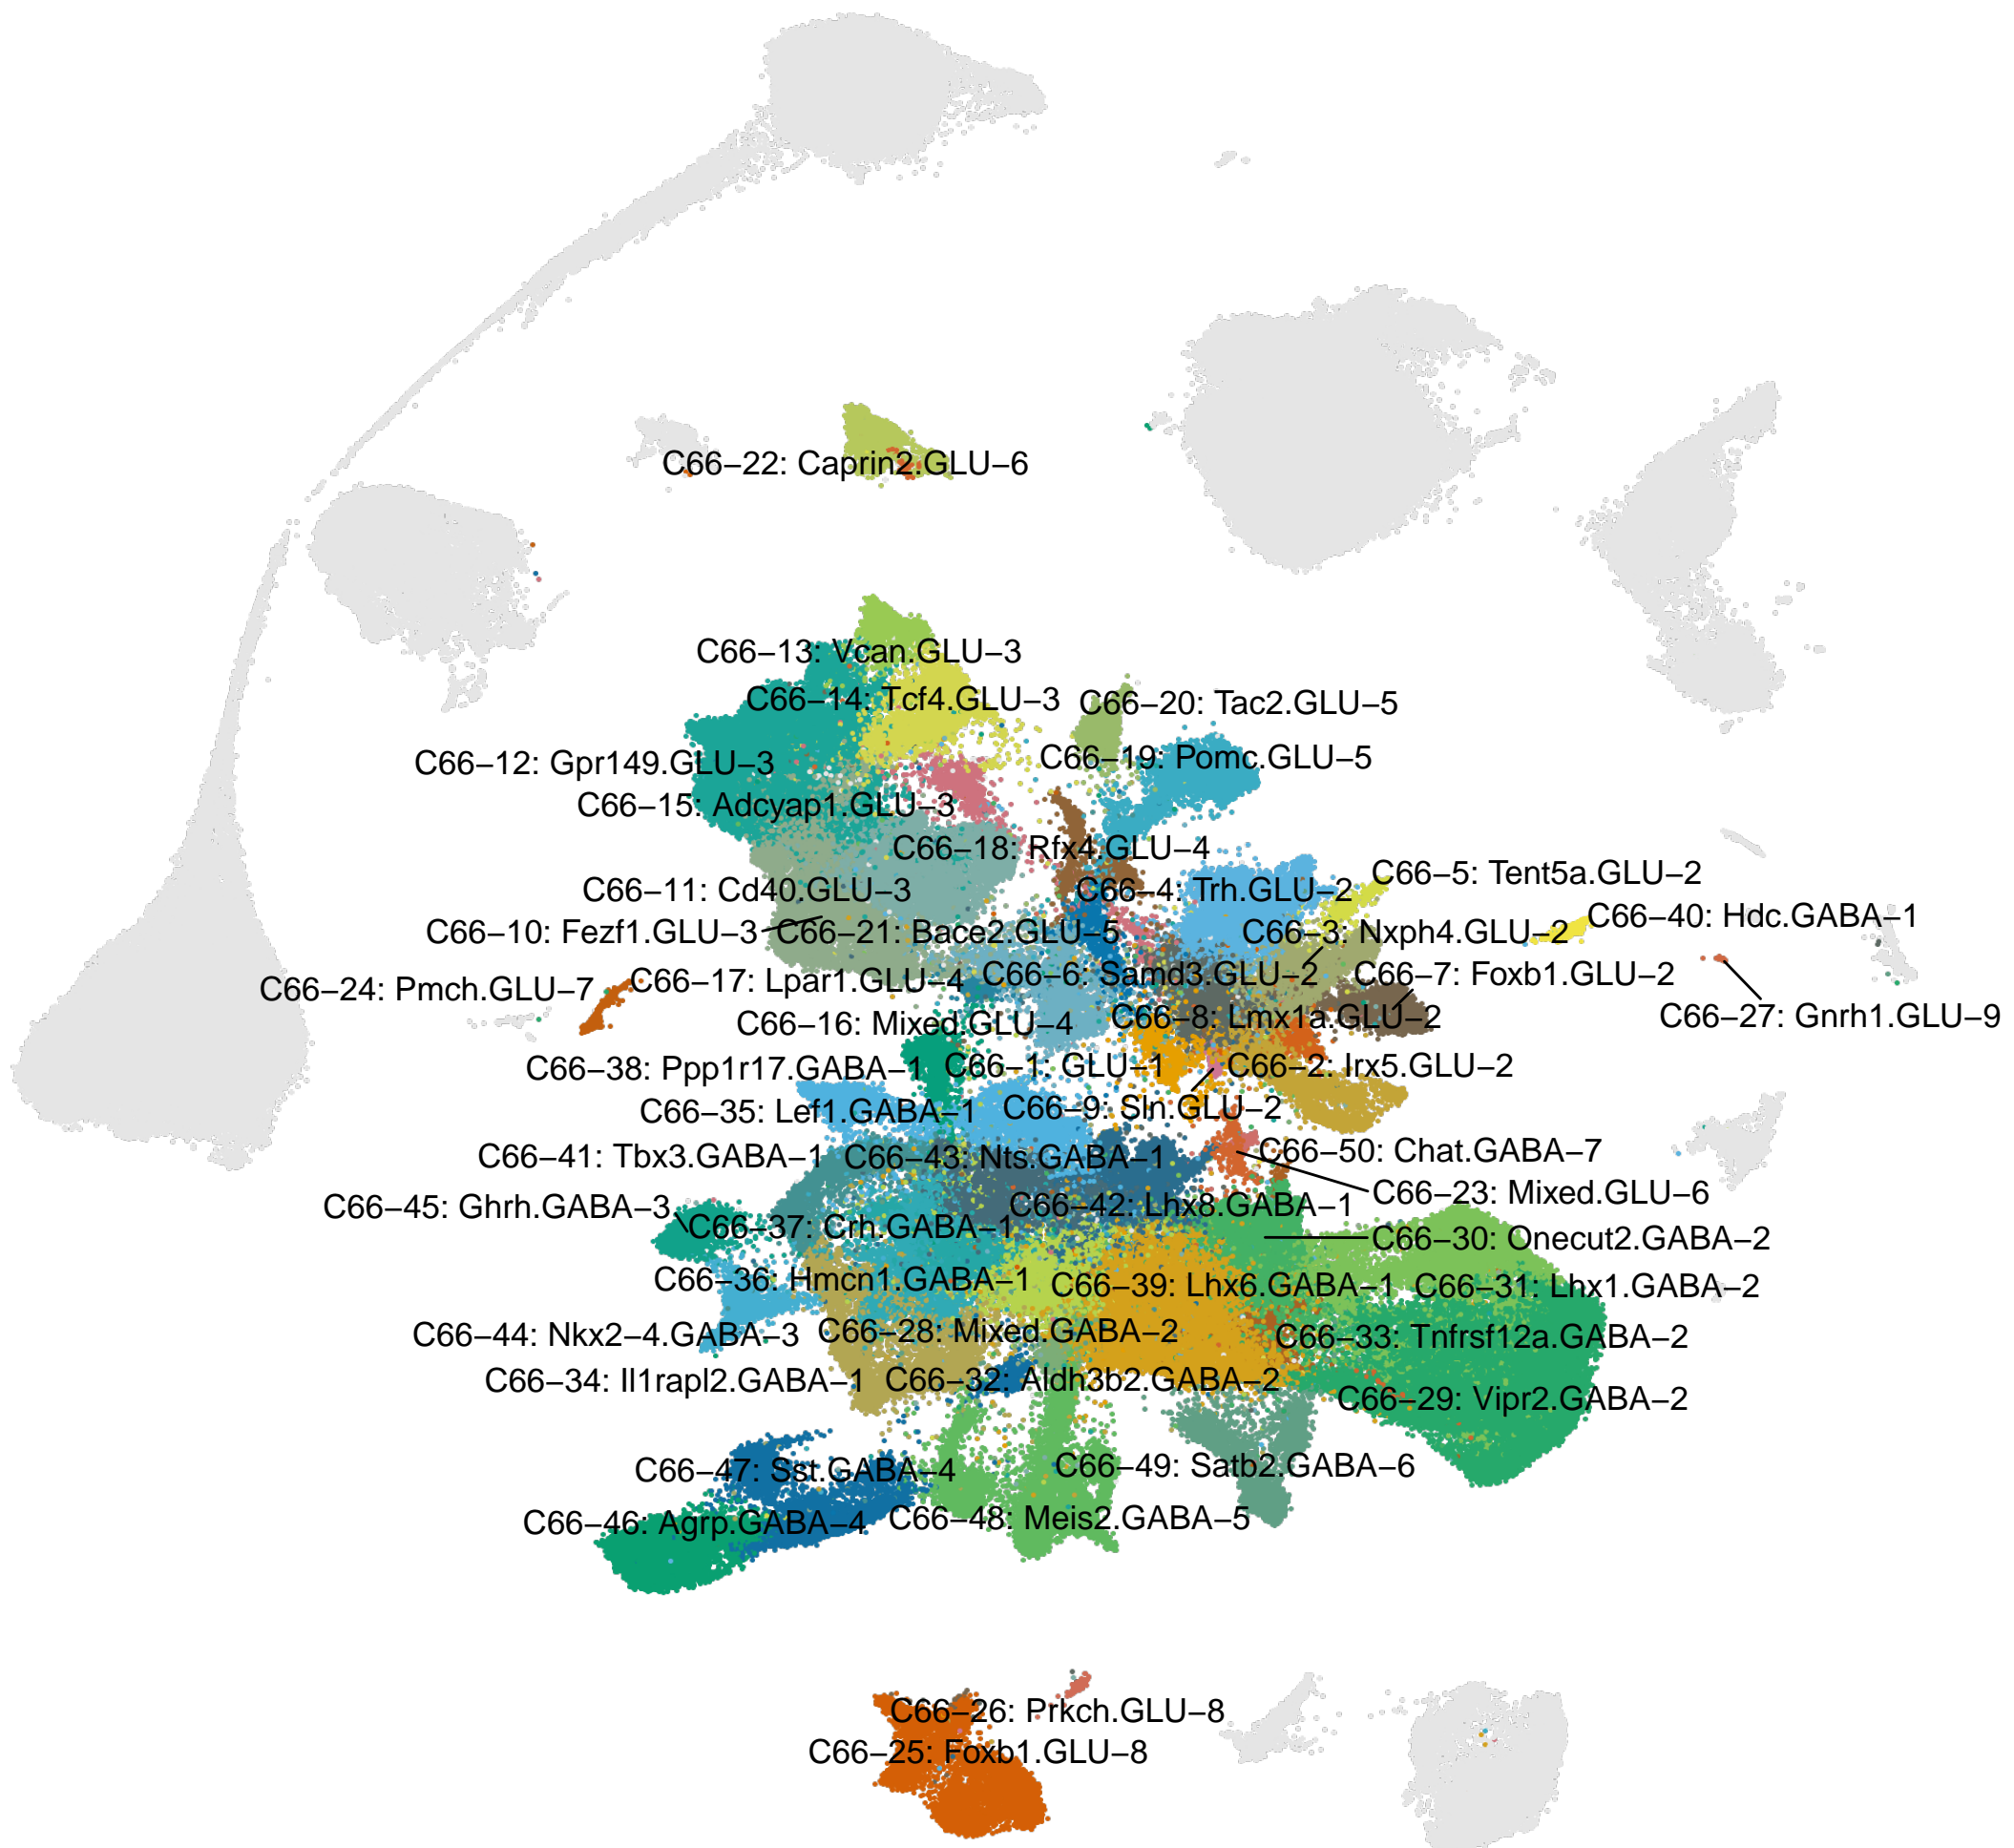 C66−22: Caprin2.GLU−6
C66−13: Vcan.GLU−3
C66−14: Tcf4.GLU−3
C66−20: Tac2.GLU−5
C66−12: Gpr149.GLU−3
C66−19: Pomc.GLU−5
C66−15: Adcyap1.GLU−3
C66−18: Rfx4.GLU−4
C66−11: Cd40.GLU−3
C66−4: Trh.GLU−2
C66−5: Tent5a.GLU−2
C66−10: Fezf1.GLU−3
C66−21: Bace2.GLU−5
C66−3: Nxph4.GLU−2
C66−40: Hdc.GABA−1
C66−24: Pmch.GLU−7
C66−17: Lpar1.GLU−4
C66−6: Samd3.GLU−2
C66−7: Foxb1.GLU−2
C66−16: Mixed.GLU−4
C66−8: Lmx1a.GLU−2
C66−27: Gnrh1.GLU−9
C66−38: Ppp1r17.GABA−1
C66−1: GLU−1
C66−2: Irx5.GLU−2
C66−35: Lef1.GABA−1
C66−9: Sln.GLU−2
C66−41: Tbx3.GABA−1
C66−43: Nts.GABA−1
C66−50: Chat.GABA−7
C66−23: Mixed.GLU−6
C66−45: Ghrh.GABA−3
C66−42: Lhx8.GABA−1
C66−37: Crh.GABA−1
C66−30: Onecut2.GABA−2
C66−36: Hmcn1.GABA−1
C66−39: Lhx6.GABA−1
C66−31: Lhx1.GABA−2
C66−44: Nkx2−4.GABA−3
C66−28: Mixed.GABA−2
C66−33: Tnfrsf12a.GABA−2
C66−34: Il1rapl2.GABA−1
C66−32: Aldh3b2.GABA−2
C66−29: Vipr2.GABA−2
C66−47: Sst.GABA−4
C66−49: Satb2.GABA−6
C66−46: Agrp.GABA−4
C66−48: Meis2.GABA−5
C66−26: Prkch.GLU−8
C66−25: Foxb1.GLU−8